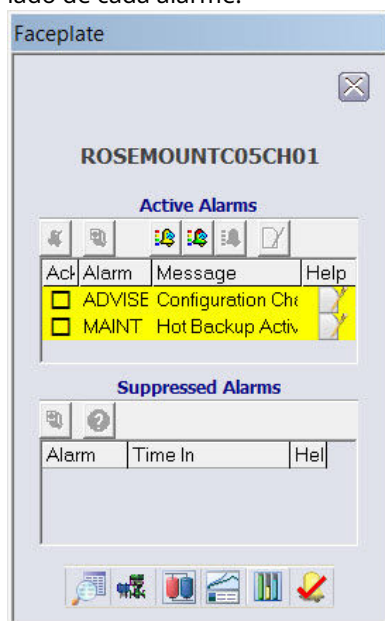 lado de cada alarme.
Faceplate
ROSEMOUNTC05CH01
Active Alarms
Ack Alarm Message Help
ADVISE Configuration Cha
MAINT Hot Backup Activ
Suppressed Alarms
Alarm Time In Hel